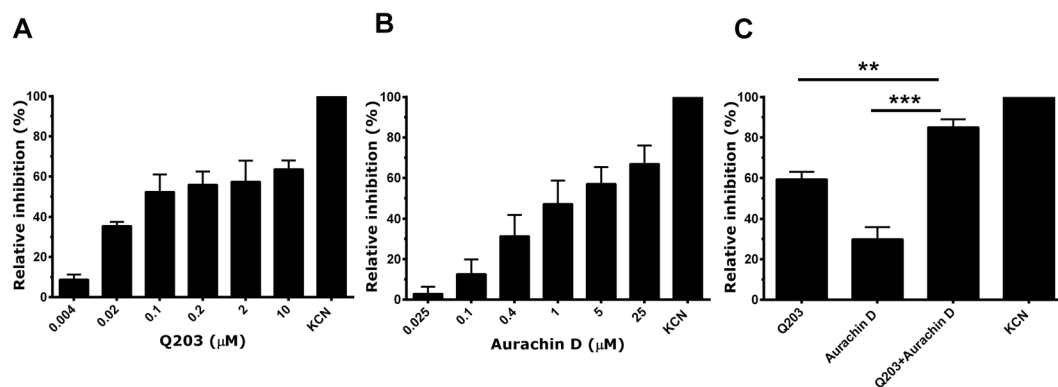 A
Relative inhibition (%)
100
80
60
40
20
0
0.004
0.02
0.1
0.2
2
10
KCN
Q203 (μM)
B
Relative inhibition (%)
100
80
60
40
20
0
0.025
0.1
0.4
1
5
25
KCN
Aurachin D (μM)
C
**
***
Relative inhibition (%)
100
80
60
40
20
0
Q203
Aurachin D
Q203+Aurachin D
KCN